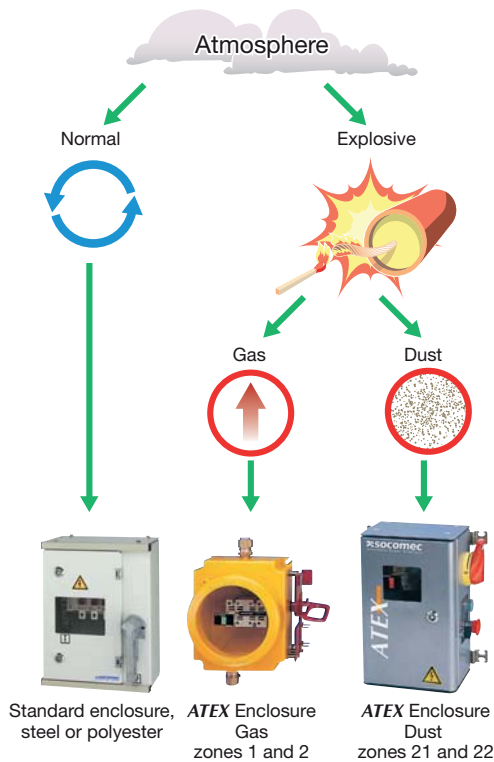 Atmosphere
Normal
Explosive
Gas
Dust
socomec
ATEX
Standard enclosure,
steel or polyester
ATEX Enclosure
Gas
zones 1 and 2
ATEX Enclosure
Dust
zones 21 and 22